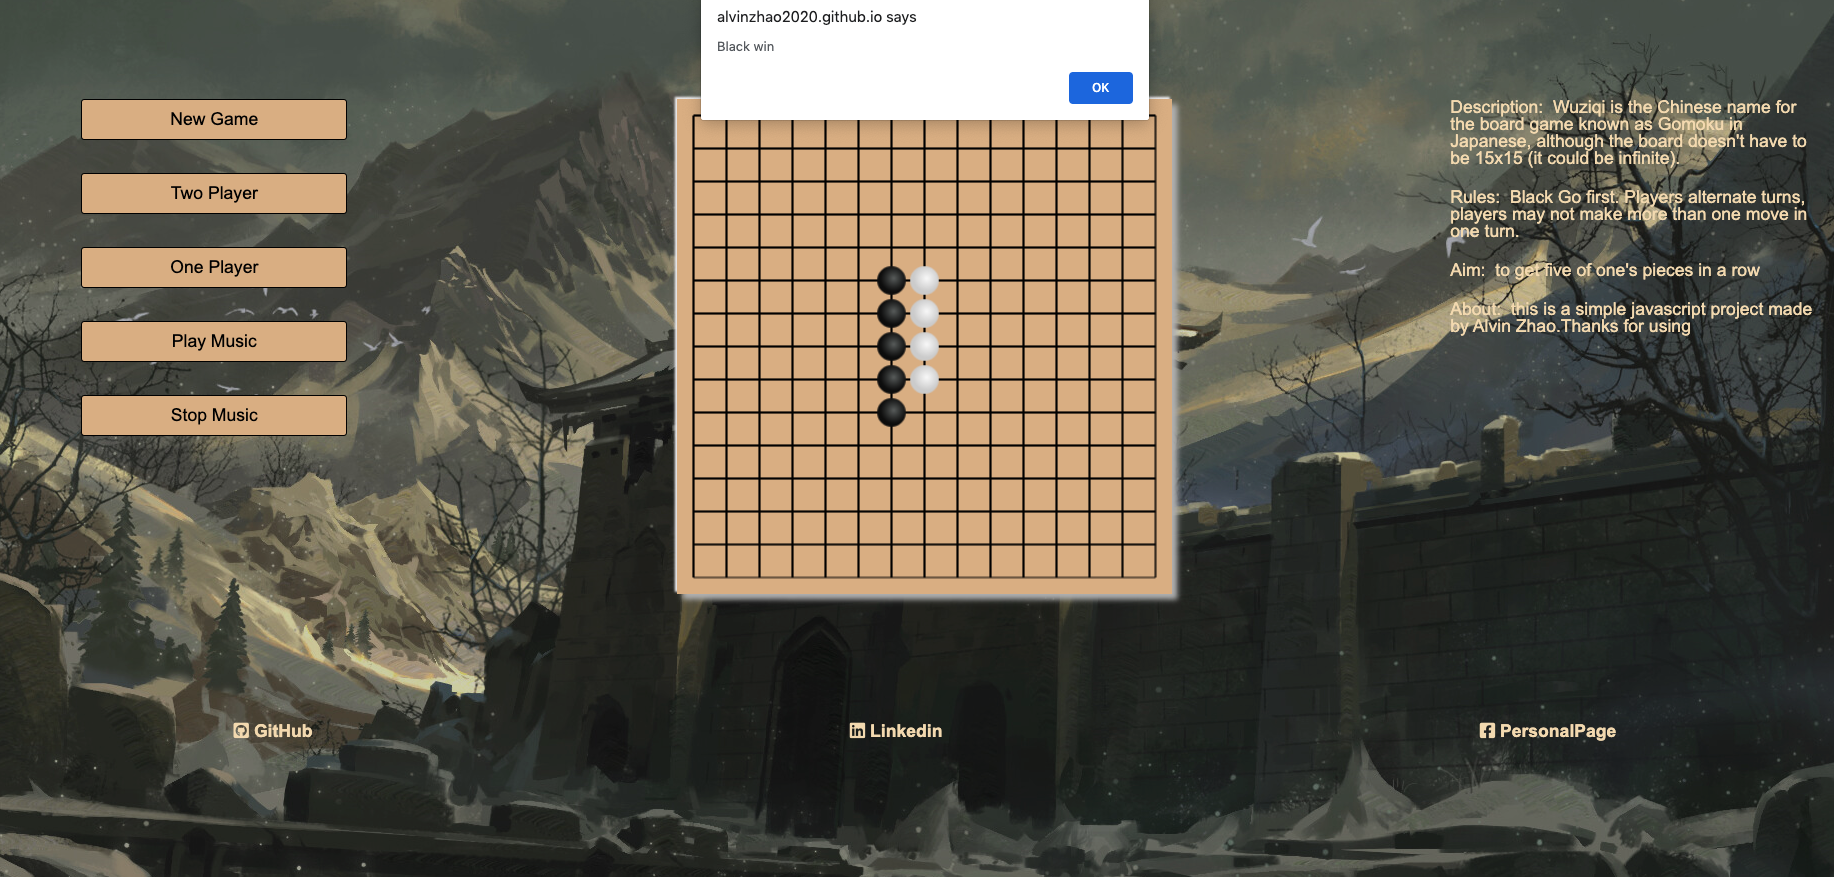 alvinzhao2020.github.io says
Black win
OK
New Game
Two Player
One Player
Play Music
Stop Music
Description:  Wuziqi is the Chinese name for
the board game known as Gomoku in
Japanese, although the board doesn't have to
be 15x15 (it could be infinite).
Rules:  Black Go first. Players alternate turns,
players may not make more than one move in
one turn.
Aim:  to get five of one's pieces in a row
About:  this is a simple javascript project made
by Alvin Zhao.Thanks for using
GitHub
Linkedin
PersonalPage